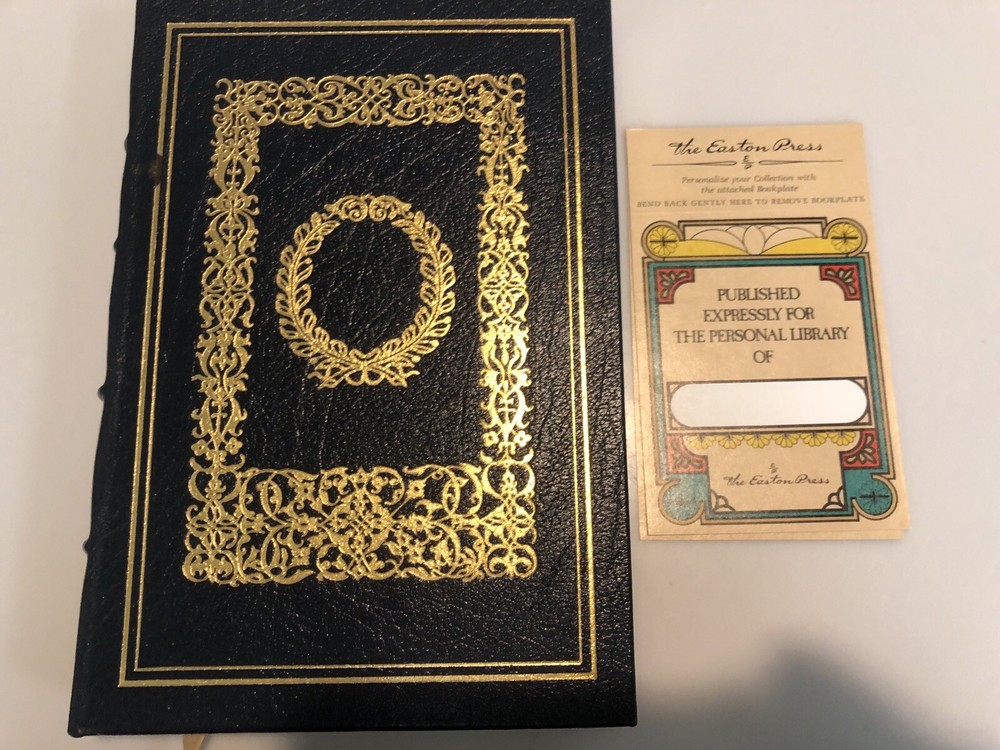 the Easton Press
Personalize your Collection with
the attached Bookplate
BEND BACK GENTLY HERE TO REMOVE BOOKPLATE
PUBLISHED
EXPRESSLY FOR
THE PERSONAL LIBRARY
OF
the Easton Press